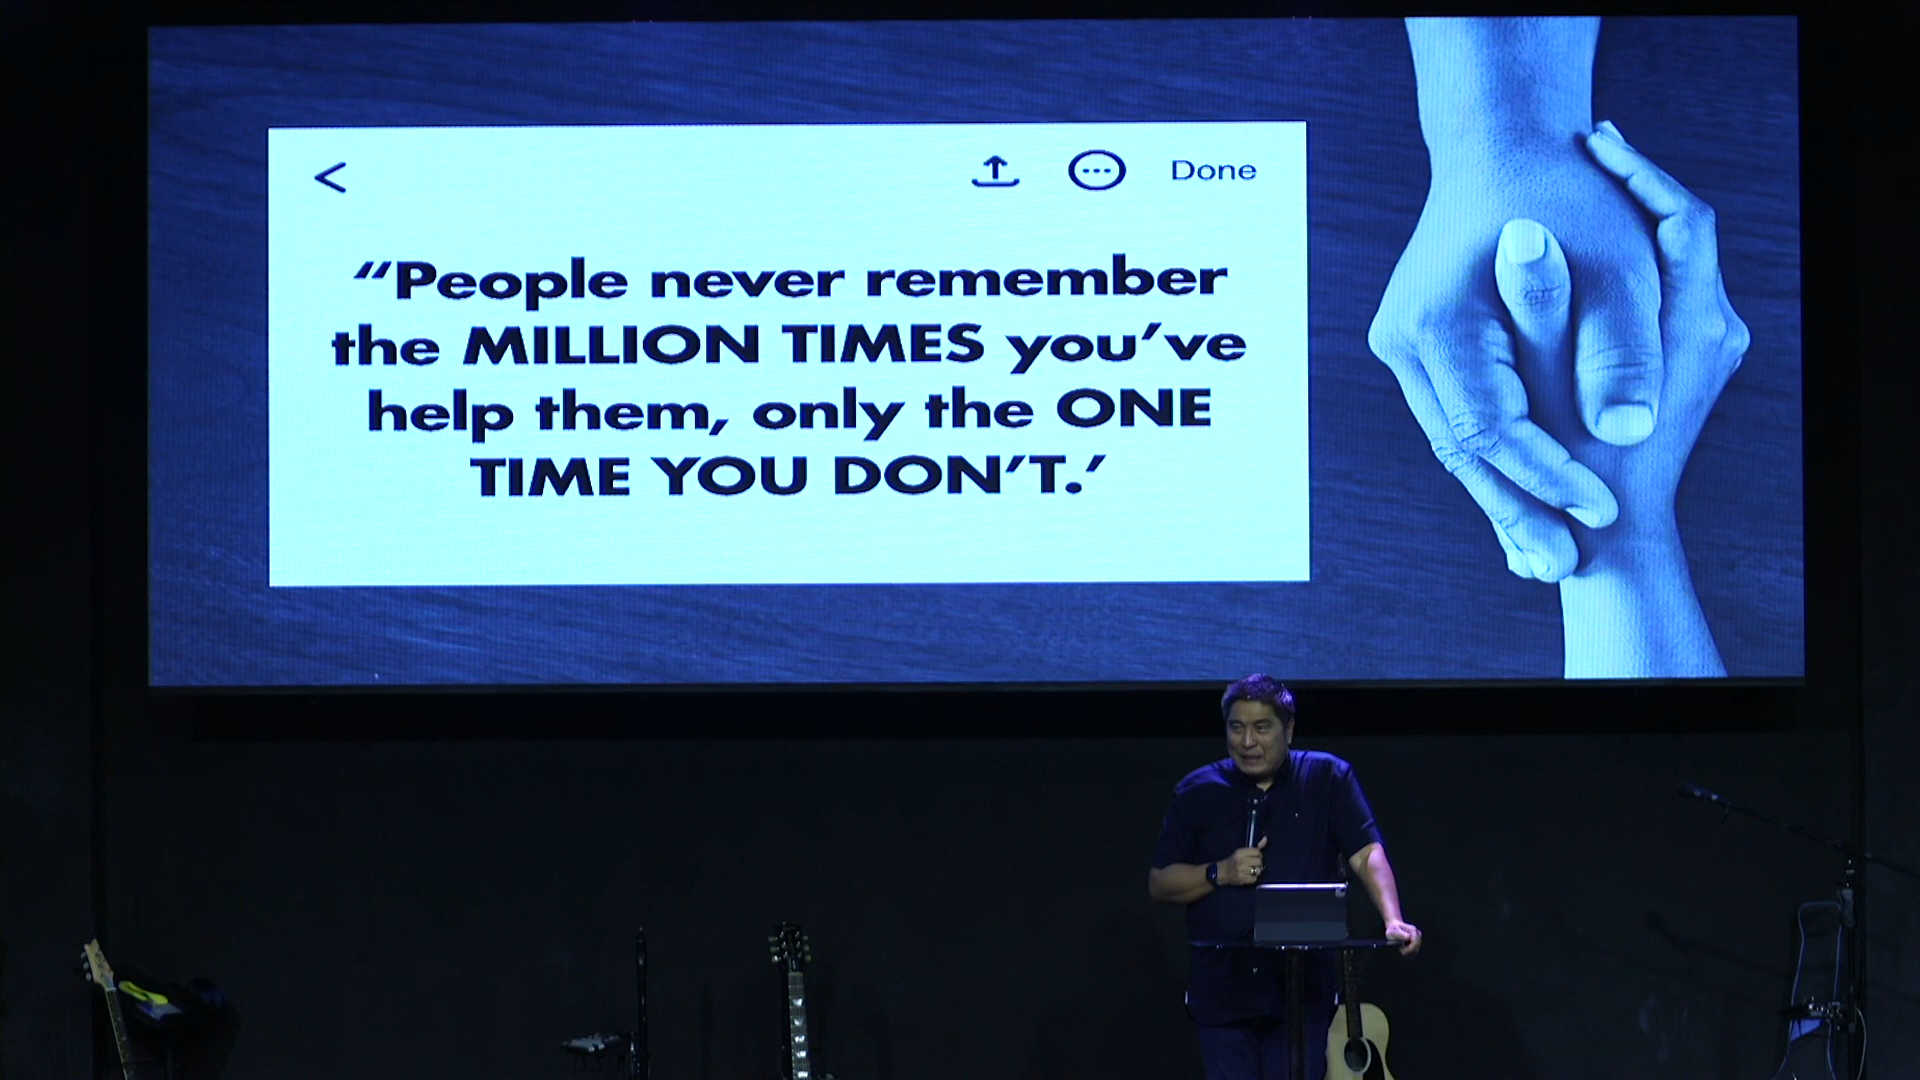 Done
“People never remember
the MILLION TIMES you’ve
help them, only the ONE
TIME YOU DON’T.’